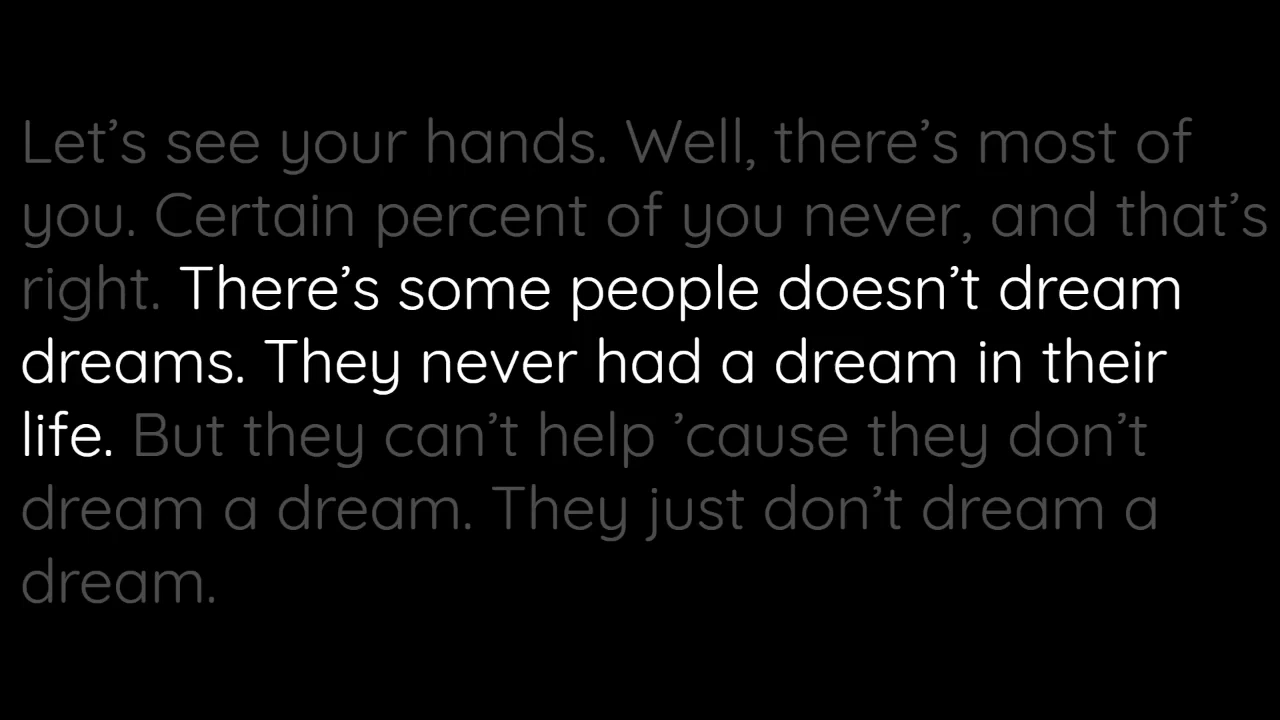 Let’s see your hands. Well, there’s most of
you. Certain percent of you never, and that’s
right. There’s some people doesn’t dream
dreams. They never had a dream in their
life. But they can’t help ’cause they don’t
dream a dream. They just don’t dream a
dream.